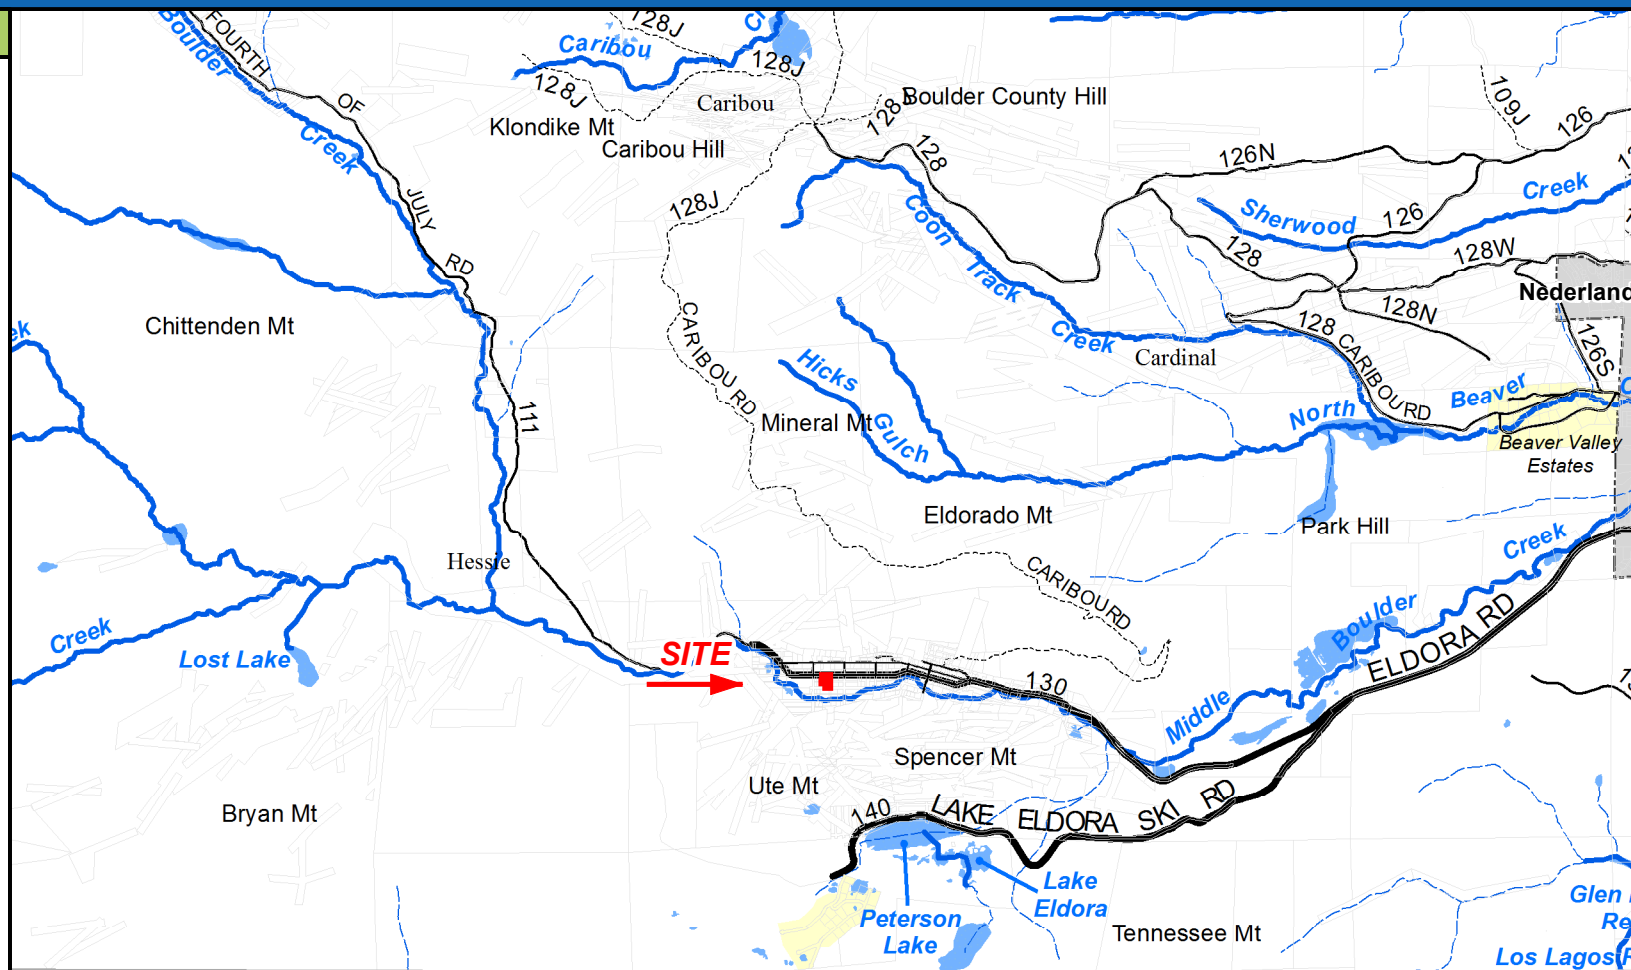 FOURTH
OF
JULY
RD
Boulder
Creek
128J
Caribou
128J
128J
Caribou
Klondike Mt
Caribou Hill
128J
Boulder County Hill
128
128J
109J
126
126N
Sherwood
Creek
126
128
128W
Nederland
Coon
Track
Creek
Cardinal
128
CARIBOU RD
128N
126S
Beaver
North
Beaver Valley
Estates
Chittenden Mt
111
CARIBOU RD
Hicks
Gulch
Mineral Mt
Eldorado Mt
Park Hill
Creek
Hessie
CARIBOU RD
Creek
Lost Lake
SITE
130
Boulder
Middle
ELDORA RD
Spencer Mt
Ute Mt
Bryan Mt
140
LAKE ELDORA SKI RD
Lake
Eldora
Peterson
Lake
Tennessee Mt
Glen
Los Lagos